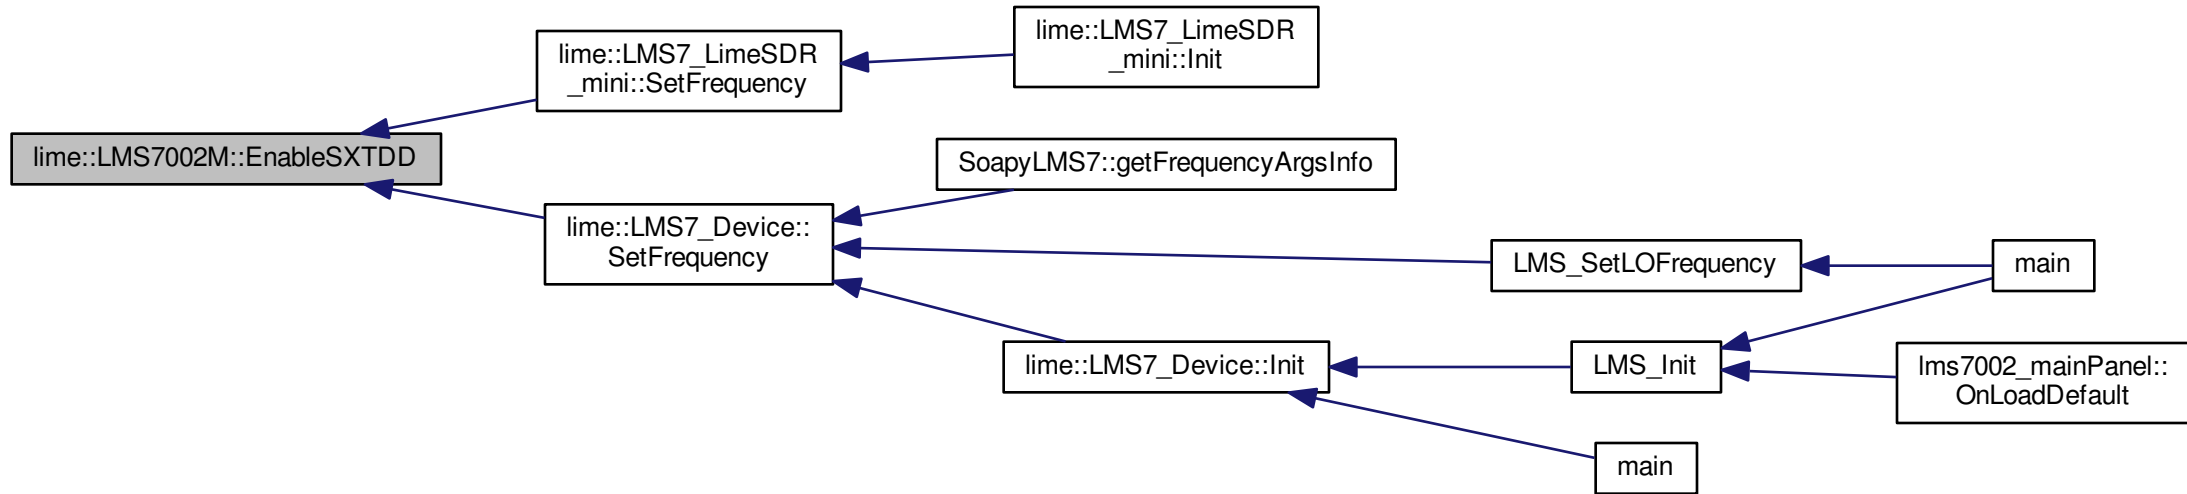 lime::LMS7_LimeSDR
_mini::Init
lime::LMS7_LimeSDR
_mini::SetFrequency
lime::LMS7002M::EnableSXTDD
SoapyLMS7::getFrequencyArgsInfo
lime::LMS7_Device::
SetFrequency
LMS_SetLOFrequency
main
lime::LMS7_Device::Init
LMS_Init
lms7002_mainPanel::
OnLoadDefault
main